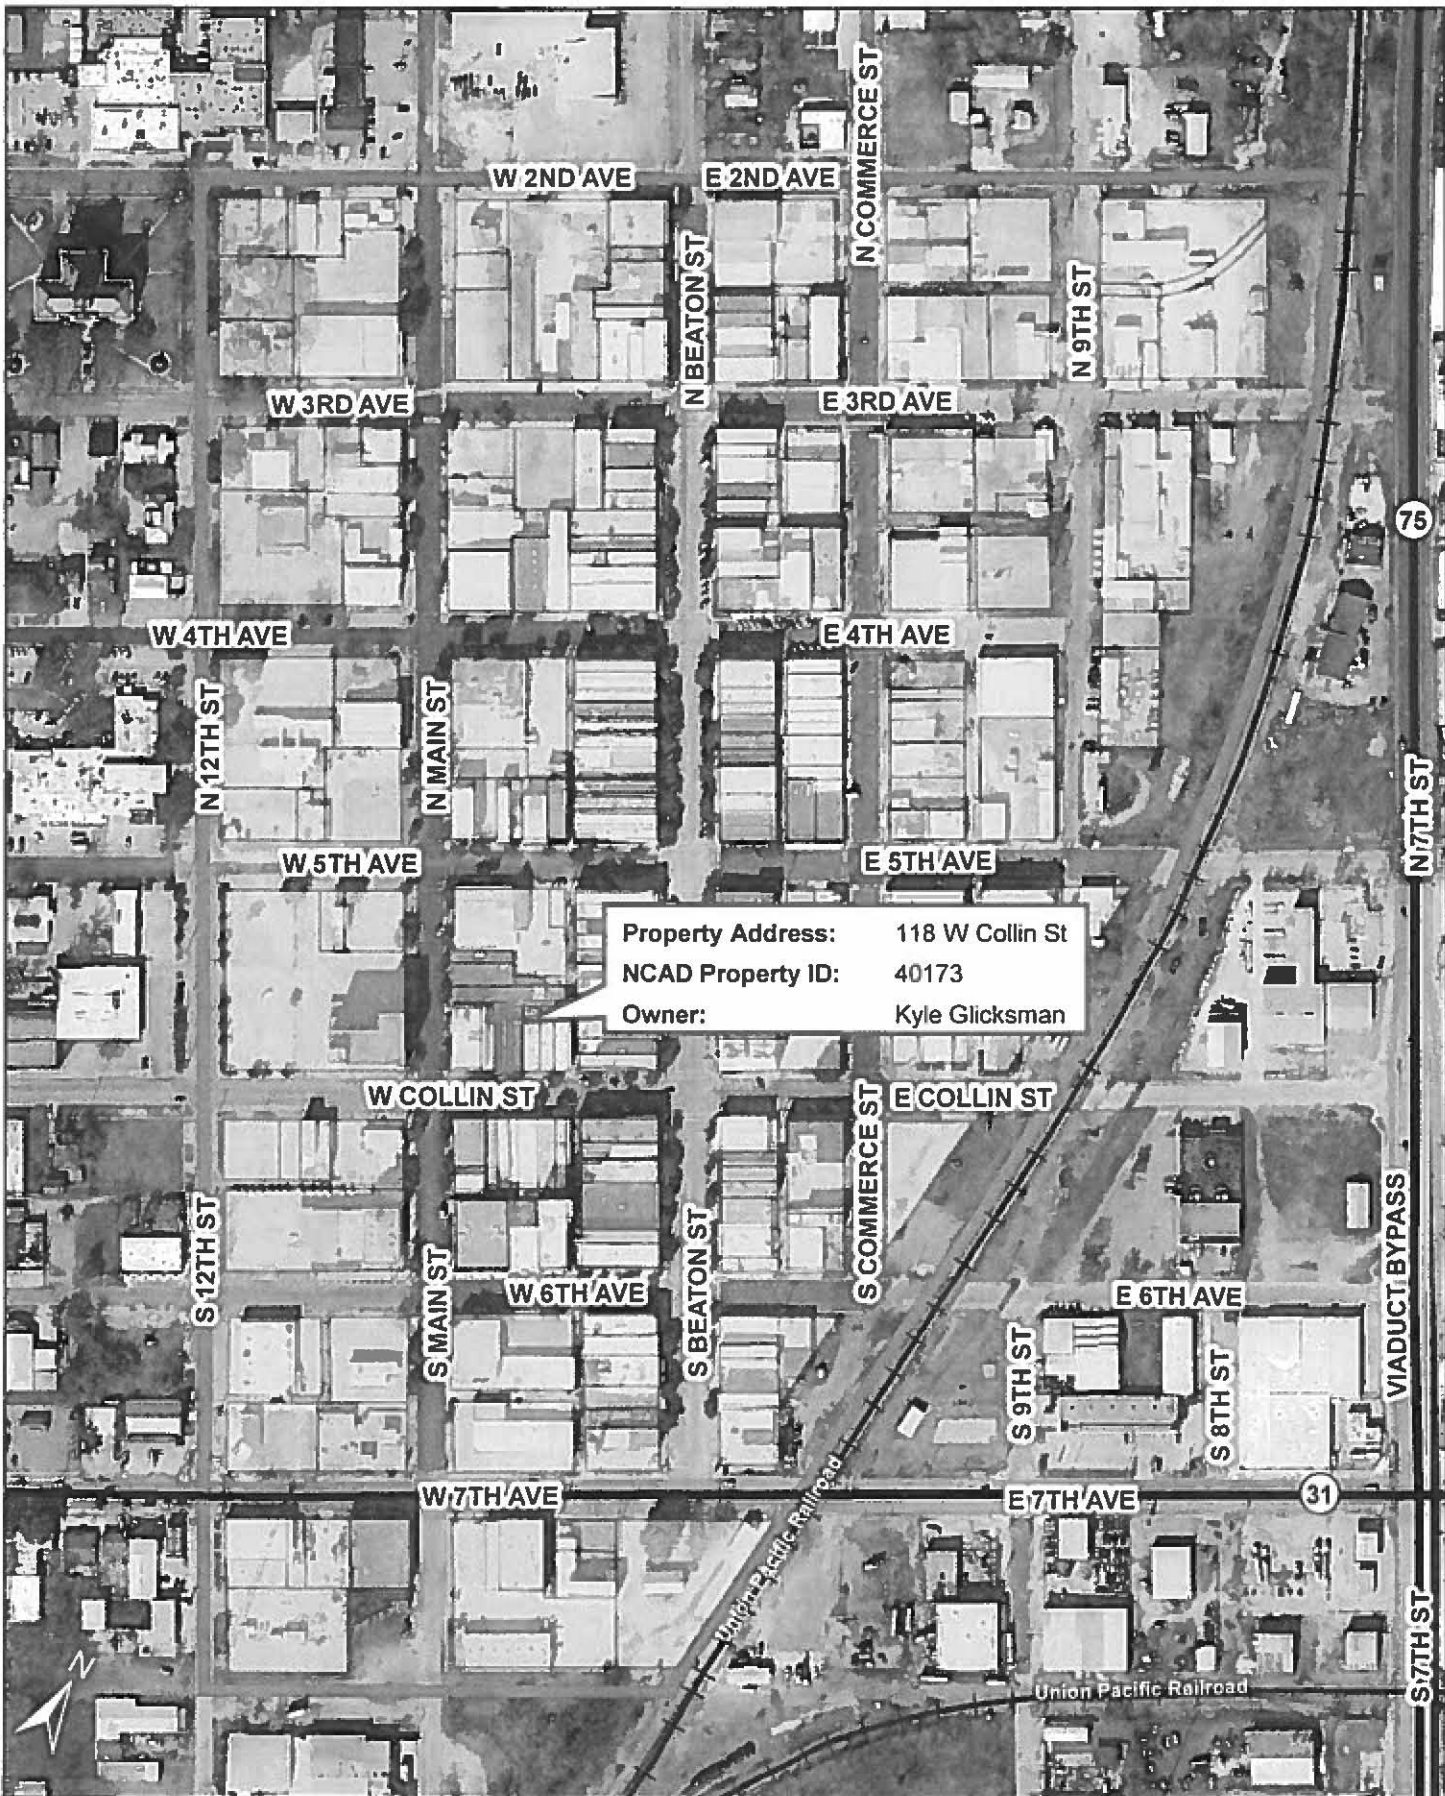 N COMMERCE ST
W 2ND AVE
E 2ND AVE
N BEATON ST
N 9TH ST
W 3RD AVE
E 3RD AVE
75
W 4TH AVE
E 4TH AVE
N 12TH ST
N MAIN ST
N 7TH ST
W 5TH AVE
E 5TH AVE
Property Address: 118 W Collin St
NCAD Property ID: 40173
Owner: Kyle Glicksman
W COLLIN ST
E COLLIN ST
S COMMERCE ST
S 12TH ST
S MAIN ST
S BEATON ST
VIADUCT BYPASS
W 6TH AVE
E 6TH AVE
S 9TH ST
S 8TH ST
W 7TH AVE
E 7TH AVE
31
Union Pacific Railroad
S 7TH ST
N
Union Pacific Railroad